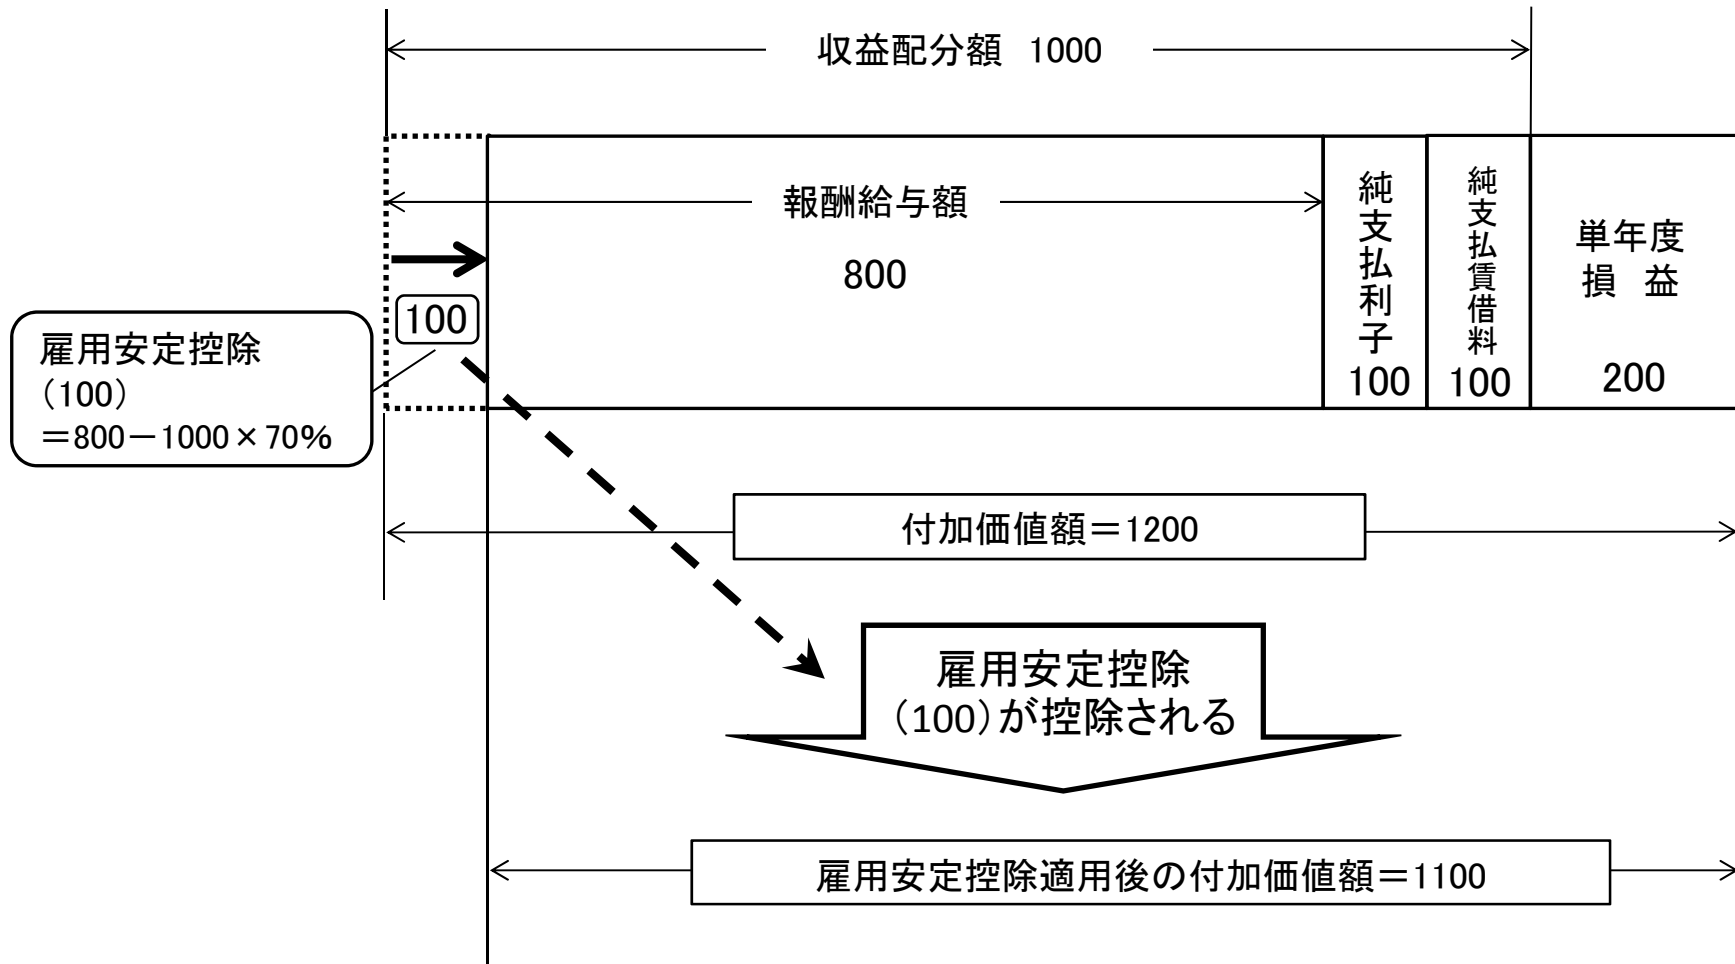 収益配分額 1000
報酬給与額
800
純支払利子
100
純支払賃借料
100
単年度
損 益
200
100
雇用安定控除
(100)
＝800－1000×70%
付加価値額＝1200
雇用安定控除
(100)が控除される
雇用安定控除適用後の付加価値額＝1100